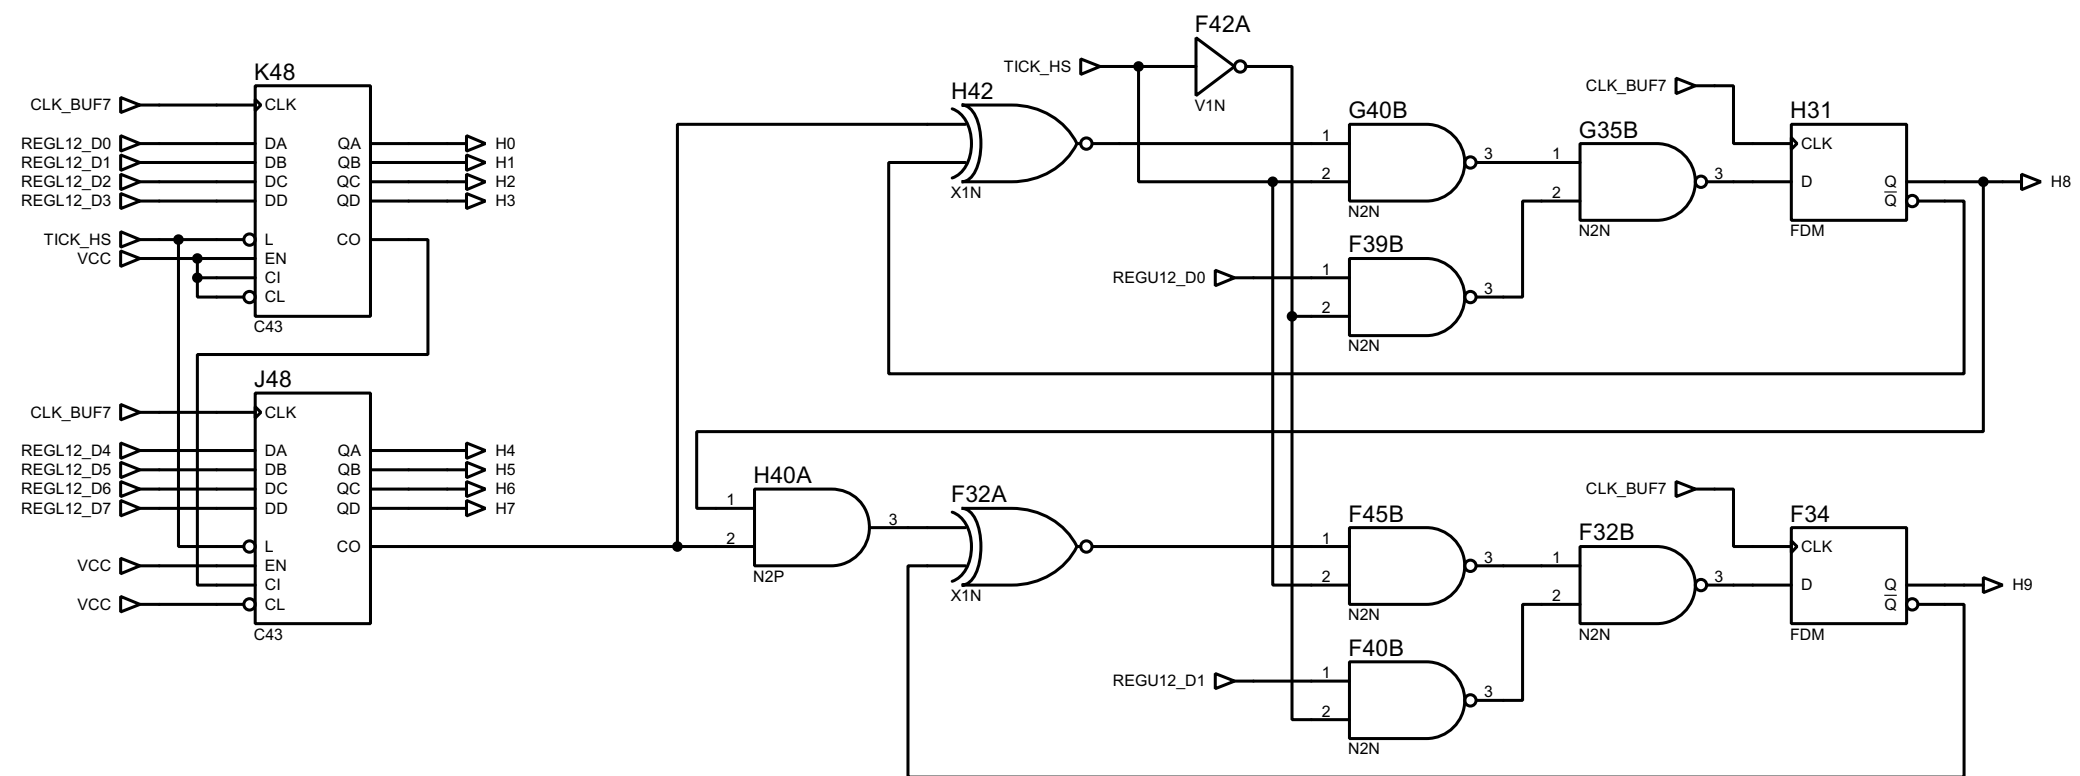 F42A
TICK_HS
V1N
K48
CLK_BUF7
CLK
REGL12_D0
DA
QA
H0
REGL12_D1
DB
QB
H1
REGL12_D2
DC
QC
H2
REGL12_D3
DD
QD
H3
TICK_HS
L
CO
VCC
EN
CI
CL
C43
H42
X1N
G40B
1
2
3
N2N
F39B
REGU12_D0
1
2
3
N2N
G35B
1
2
3
N2N
CLK_BUF7
H31
CLK
D
Q
Q
FDM
H8
J48
CLK_BUF7
CLK
REGL12_D4
DA
QA
H4
REGL12_D5
DB
QB
H5
REGL12_D6
DC
QC
H6
REGL12_D7
DD
QD
H7
L
CO
VCC
EN
CI
VCC
CL
C43
H40A
1
2
3
N2P
F32A
X1N
F45B
1
2
3
N2N
F40B
REGU12_D1
1
2
3
N2N
F32B
1
2
3
N2N
CLK_BUF7
F34
CLK
D
Q
Q
FDM
H9